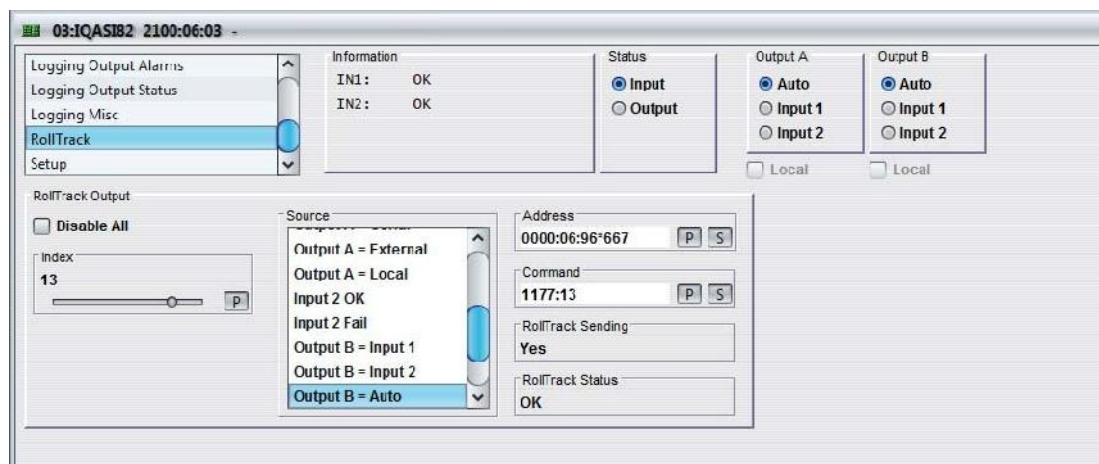 03:IQASI82 2100:06:03 -
Logging Output Alarms
Logging Output Status
Logging Misc
RollTrack
Setup
Information
IN1: OK
IN2: OK
Status
Input
Output
Output A
Auto
Input 1
Input 2
Local
Output B
Auto
Input 1
Input 2
Local
RollTrack Output
Disable All
Index
13
P
Source
Output A = External
Output A = Local
Input 2 OK
Input 2 Fail
Output B = Input 1
Output B = Input 2
Output B = Auto
Address
0000:06:96*667 P S
Command
1177:13 P S
RollTrack Sending
Yes
RollTrack Status
OK